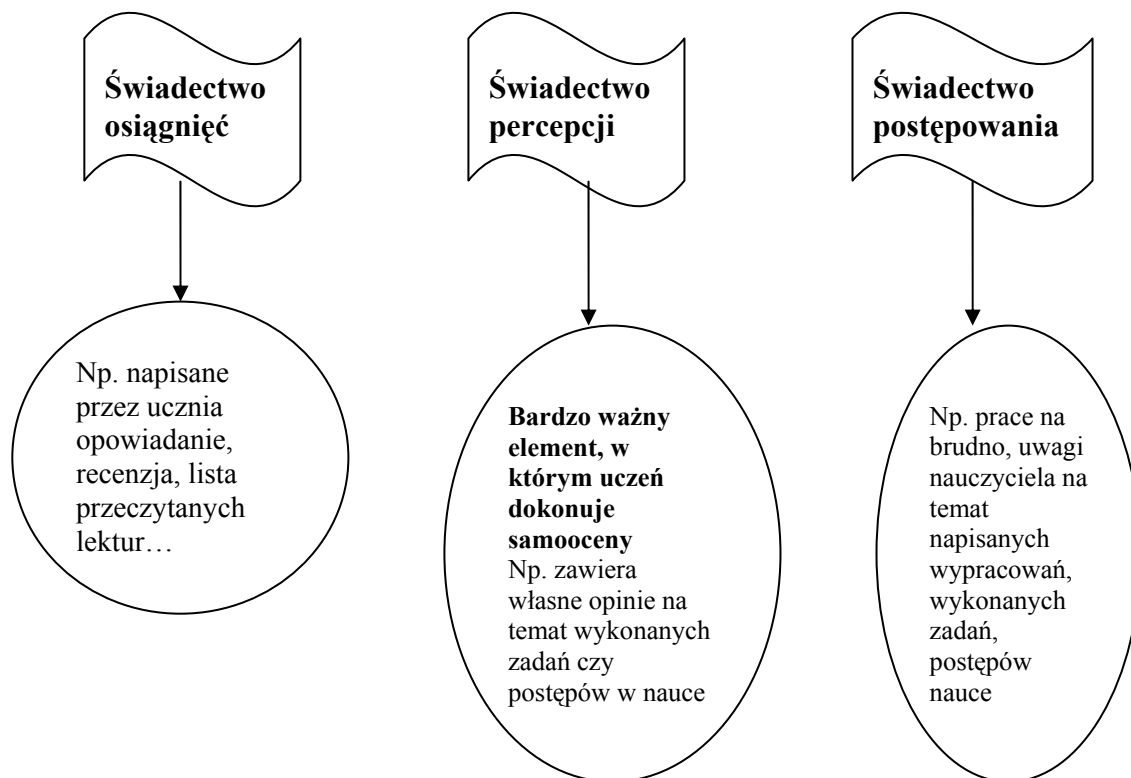 Świadectwo
osiągnięć
Świadectwo
percepcji
Świadectwo
postępowania
Np. napisane
przez ucznia
opowiadanie,
recenzja, lista
przeczytanych
lektur…
Bardzo ważny
element, w
którym uczeń
dokonuje
samooceny
Np. zawiera
własne opinie na
temat wykonanych
zadań czy
postępów w nauce
Np. prace na
brudno, uwagi
nauczyciela na
temat
napisanych
wypracowań,
wykonanych
zadań,
postępów
nauce